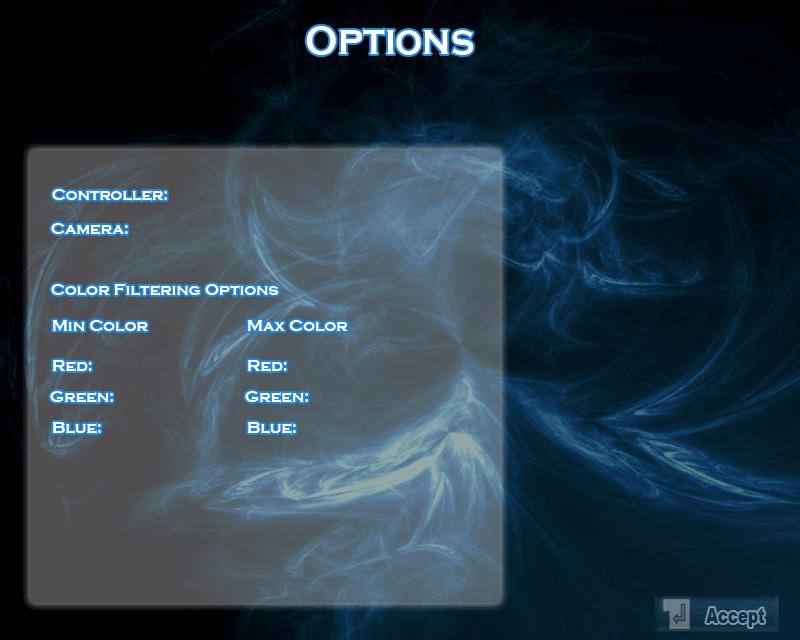 Options
Controller:
Camera:
Color Filtering Options
Min Color Max Color
Red: Red:
Green: Green:
Blue: Blue:
Accept